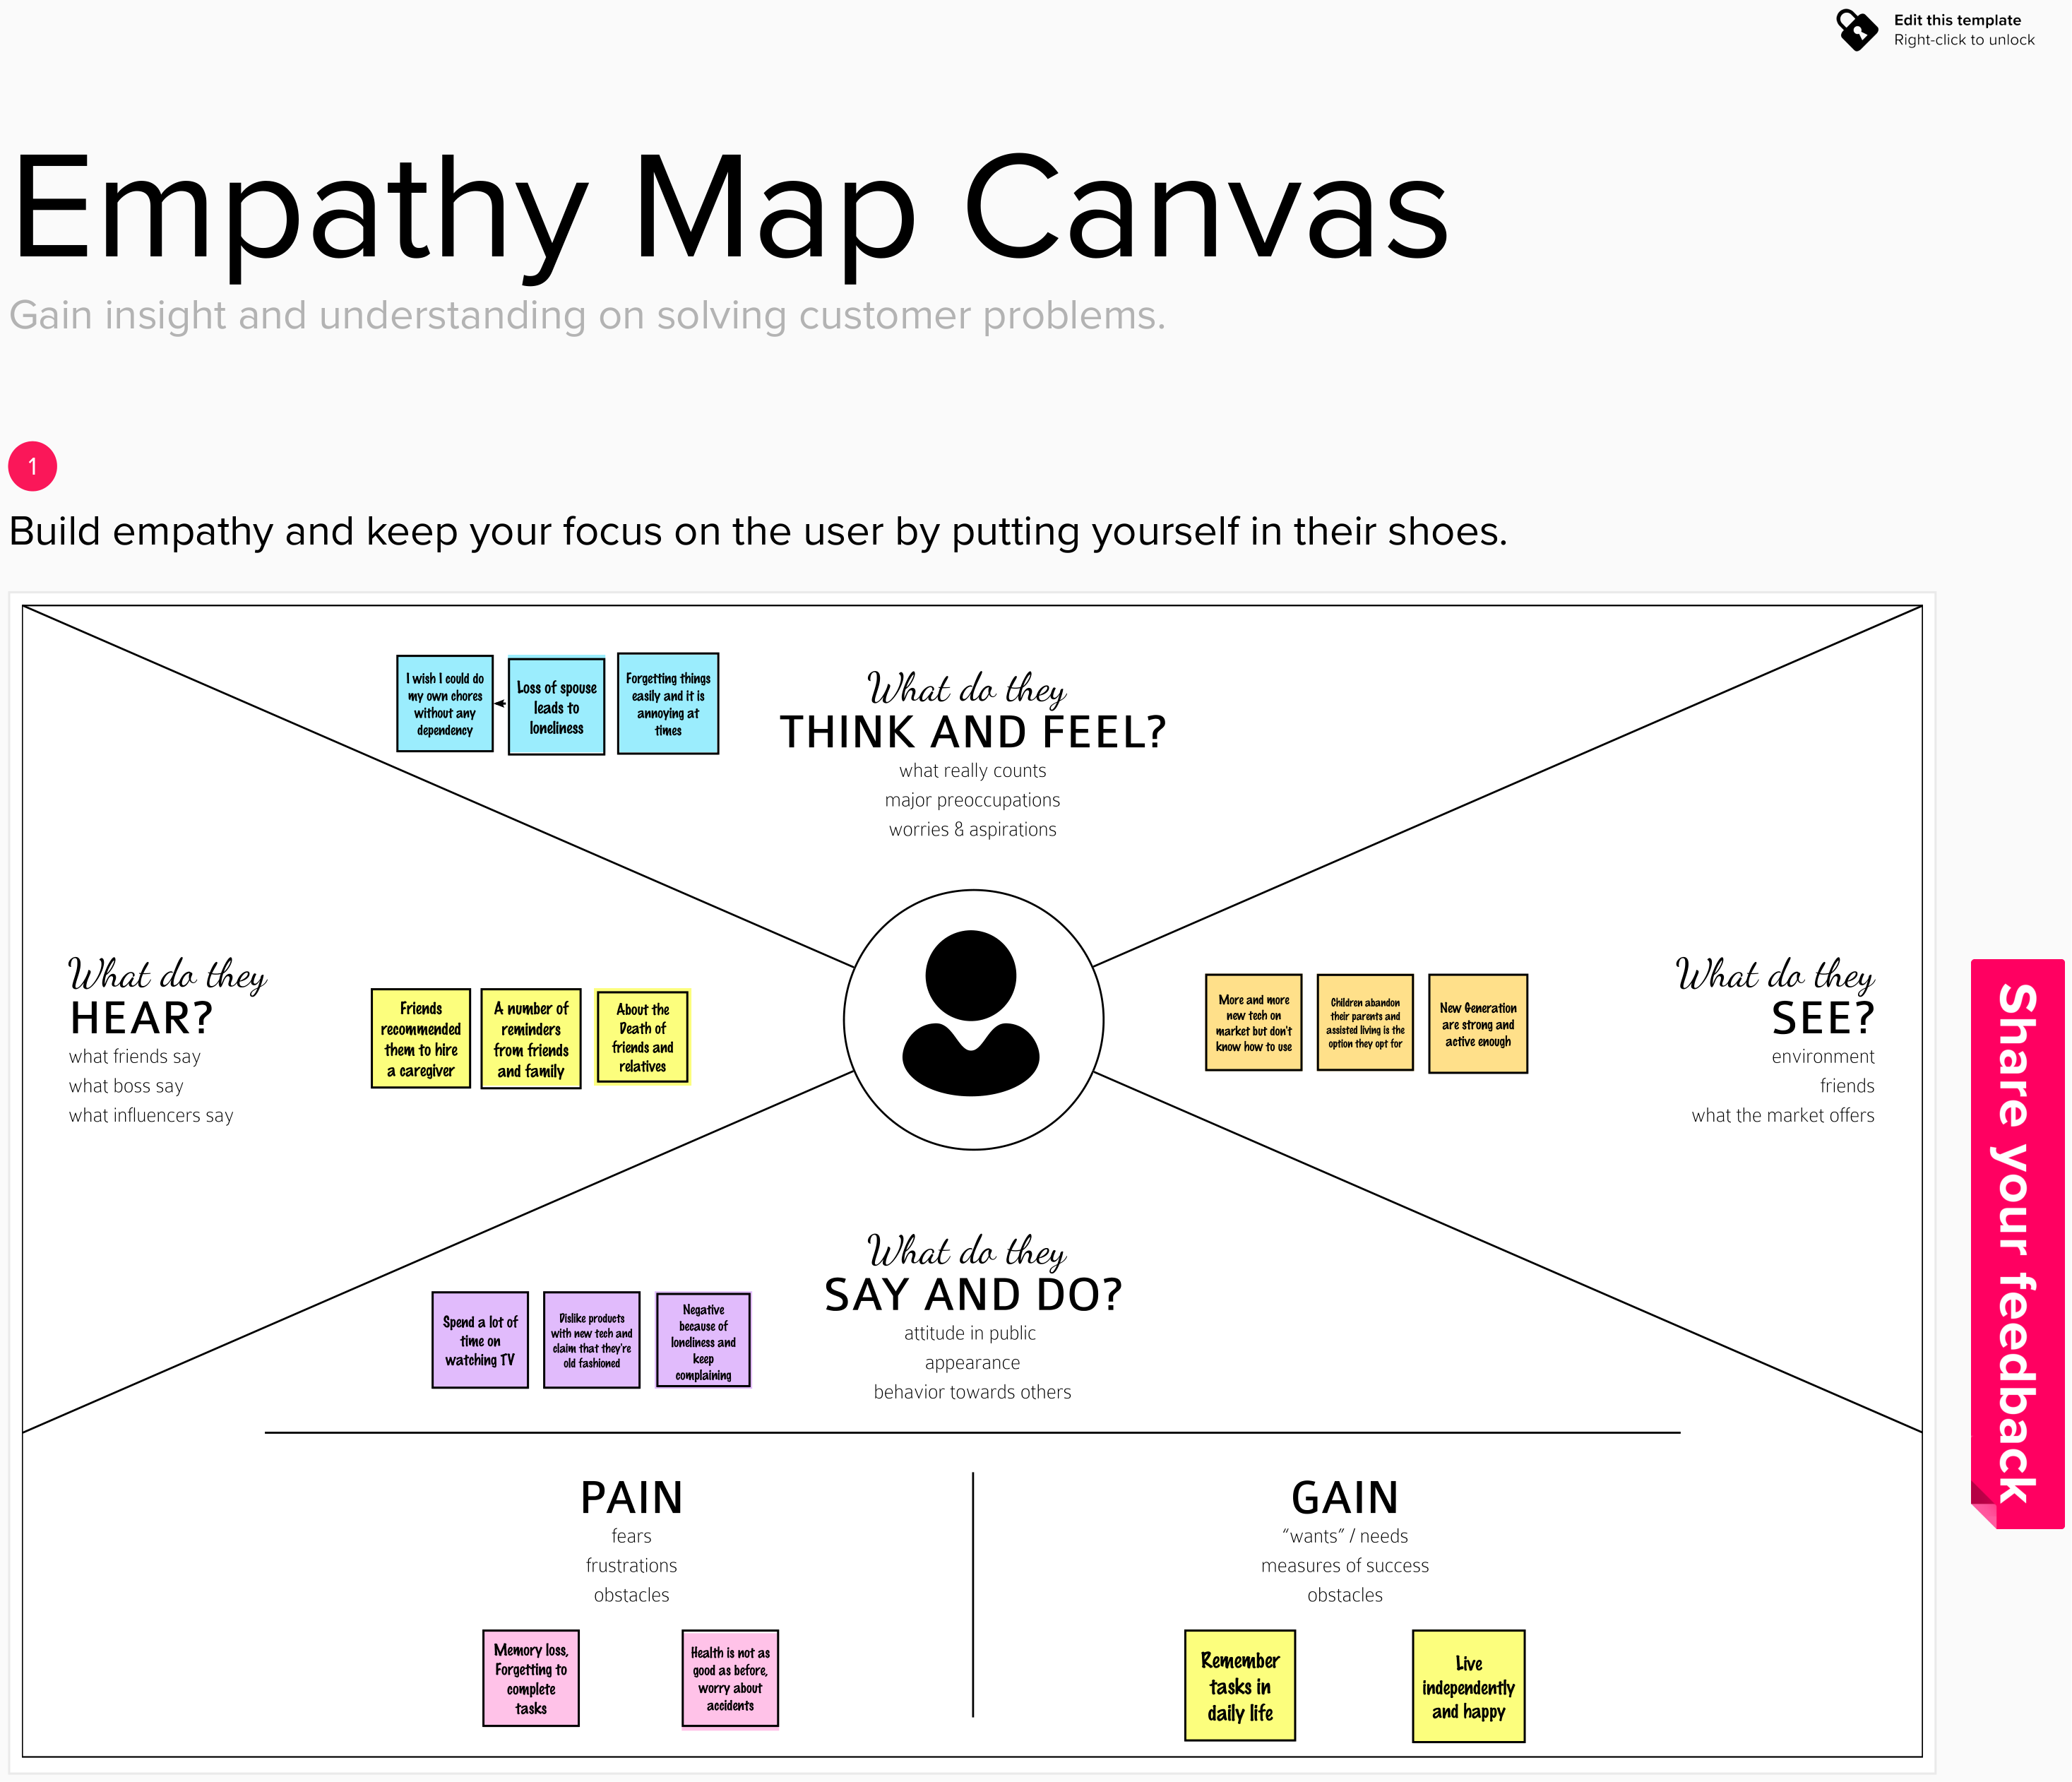 Edit this template
Right-click to unlock
Empathy Map Canvas
Gain insight and understanding on solving customer problems.
1
Build empathy and keep your focus on the user by putting yourself in their shoes.
I wish I could do
my own chores
without any
dependency
Loss of spouse
leads to
loneliness
Forgetting things
easily and it is
annoying at
times
What do they
THINK AND FEEL?
what really counts
major preoccupations
worries & aspirations
What do they
HEAR?
what friends say
what boss say
what influencers say
Friends
recommended
them to hire
a caregiver
A number of
reminders
from friends
and family
About the
Death of
friends and
relatives
More and more
new tech on
market but don't
know how to use
Children abandon
their parents and
assisted living is the
option they opt for
New Generation
are strong and
active enough
What do they
SEE?
environment
friends
what the market offers
Share your feedback
What do they
SAY AND DO?
attitude in public
appearance
behavior towards others
Spend a lot of
time on
watching TV
Dislike products
with new tech and
claim that they're
old fashioned
Negative
because of
loneliness and
keep
complaining
PAIN
fears
frustrations
obstacles
Memory loss,
Forgetting to
complete
tasks
Health is not as
good as before,
worry about
accidents
GAIN
“wants” / needs
measures of success
obstacles
Remember
tasks in
daily life
Live
independently
and happy